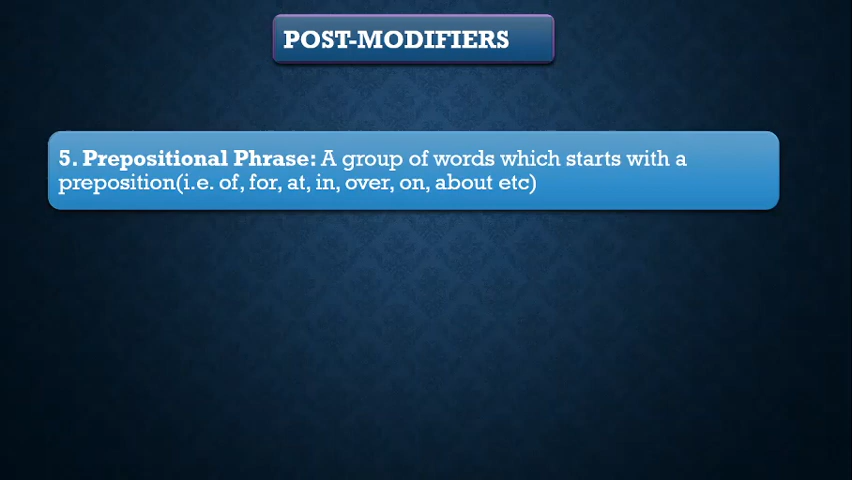 POST-MODIFIERS
5. Prepositional Phrase: A group of words which starts with a
preposition(i.e. of, for, at, in, over, on, about etc)